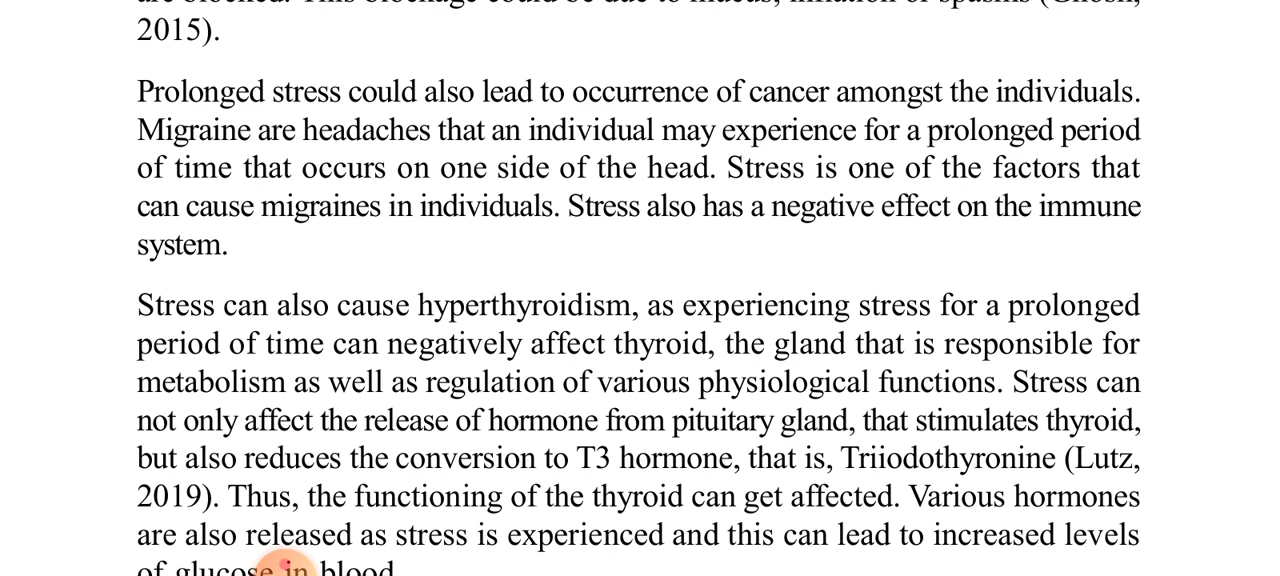 2015).
Prolonged stress could also lead to occurrence of cancer amongst the individuals.
Migraine are headaches that an individual may experience for a prolonged period
of time that occurs on one side of the head. Stress is one of the factors that
can cause migraines in individuals. Stress also has a negative effect on the immune
system.
Stress can also cause hyperthyroidism, as experiencing stress for a prolonged
period of time can negatively affect thyroid, the gland that is responsible for
metabolism as well as regulation of various physiological functions. Stress can
not only affect the release of hormone from pituitary gland, that stimulates thyroid,
but also reduces the conversion to T3 hormone, that is, Triiodothyronine (Lutz,
2019). Thus, the functioning of the thyroid can get affected. Various hormones
are also released as stress is experienced and this can lead to increased levels
of glucose in blood.